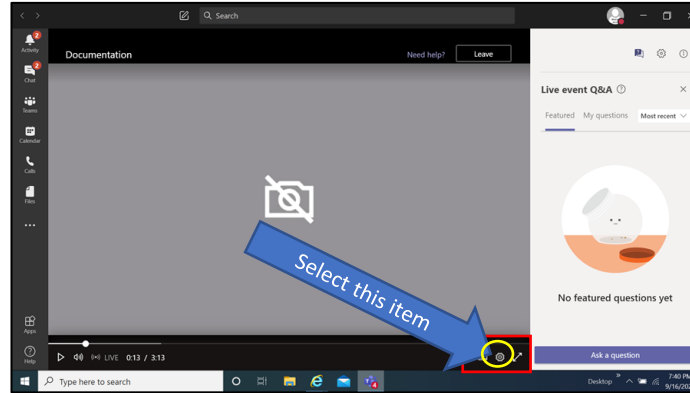 Search
Activity
2
Chat
2
Teams
Calendar
Calls
Files
Apps
Help
Documentation
Need help?
Leave
Select this item
LIVE 0:13 / 3:13
Live event Q&A
Featured My questions Most recent
No featured questions yet
Ask a question
Type here to search
Desktop
7:40 PM